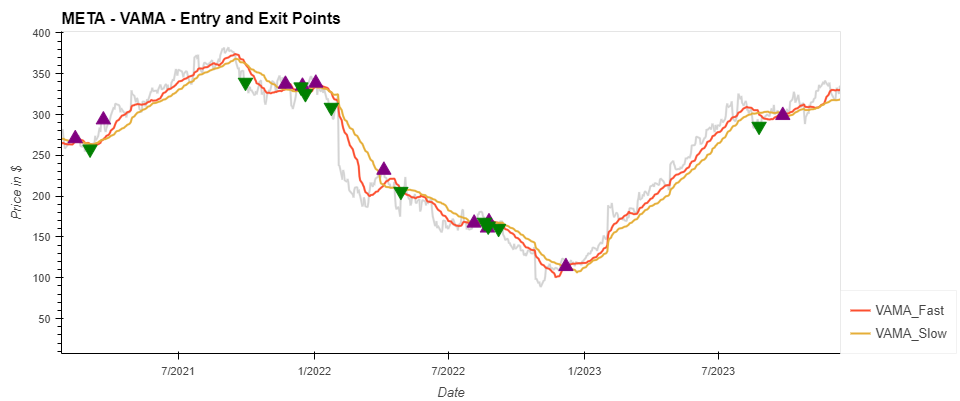 META - VAMA - Entry and Exit Points
400
350
300
250
200
150
100
50
Price in $
7/2021
1/2022
7/2022
1/2023
7/2023
Date
VAMA_Fast
VAMA_Slow